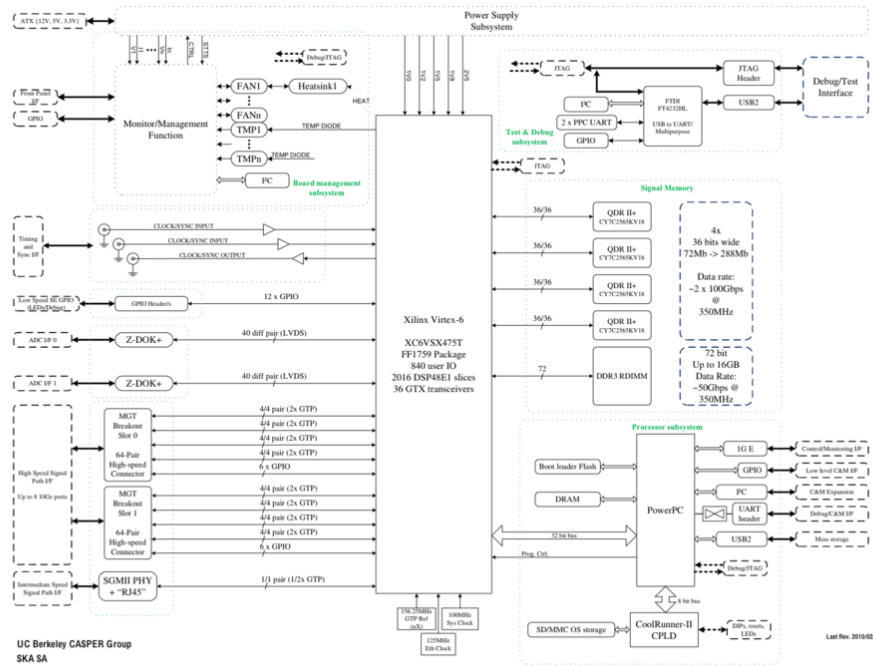 ATX [12V, 5V, 3.3V]
Power Supply
Subsystem
V1
I1
Vn
In
CTRL
STTS
Debug/JTAG
1V0
1V2
1V5
1V8
2V5
Front Panel
I/F
GPIO
Monitor/Management
Function
FAN1
Heatsink1
HEAT
FANn
TMP1
TEMP DIODE
TMPn
TEMP DIODE
I²C
Board management
subsystem
JTAG
JTAG
Header
Debug/Test
Interface
I²C
2 x PPC UART
GPIO
FTDI
FT4232HL
USB to UART/
Multipurpose
USB2
Test & Debug
subsystem
JTAG
Timing
and
Sync I/F
CLOCK/SYNC INPUT
CLOCK/SYNC INPUT
CLOCK/SYNC OUTPUT
Low Speed SE GPIO
(LEDs/Debug)
GPIO Header/s
12 x GPIO
ADC I/F 0
Z-DOK+
40 diff pair (LVDS)
ADC I/F 1
Z-DOK+
40 diff pair (LVDS)
High Speed Signal
Path I/F
Up to 8 10Ge ports
MGT
Breakout
Slot 0
64-Pair
High-speed
Connector
4/4 pair (2x GTP)
4/4 pair (2x GTP)
4/4 pair (2x GTP)
4/4 pair (2x GTP)
6 x GPIO
MGT
Breakout
Slot 1
64-Pair
High-speed
Connector
4/4 pair (2x GTP)
4/4 pair (2x GTP)
4/4 pair (2x GTP)
4/4 pair (2x GTP)
6 x GPIO
Intermediate Speed
Signal Path I/F
SGMII PHY
+ "RJ45"
1/1 pair (1/2x GTP)
Xilinx Virtex-6
XC6VSX475T
FF1759 Package
840 user IO
2016 DSP48E1 slices
36 GTX transceivers
156.25MHz
GTP Ref
(nX)
125MHz
Eth Clock
100MHz
Sys Clock
Signal Memory
36/36
QDR II+
CY7C2565KV18
36/36
QDR II+
CY7C2565KV18
36/36
QDR II+
CY7C2565KV18
36/36
QDR II+
CY7C2565KV18
72
DDR3 RDIMM
4x
36 bits wide
72Mb -> 288Mb
Data rate:
~2 x 100Gbps
@
350MHz
72 bit
Up to 16GB
Data Rate:
~50Gbps @
350MHz
Processor subsystem
Boot loader Flash
DRAM
PowerPC
32 bit bus
Prog. Ctrl.
1G E
Control/Monitoring I/F
GPIO
Low level C&M I/F
I²C
C&M Expansion
UART
header
Debug/C&M I/F
USB2
Mass storage
Debug/JTAG
8 bit bus
SD/MMC OS storage
CoolRunner-II
CPLD
DIPs, resets,
LEDs
UC Berkeley CASPER Group
SKA SA
Last Rev. 2010/02